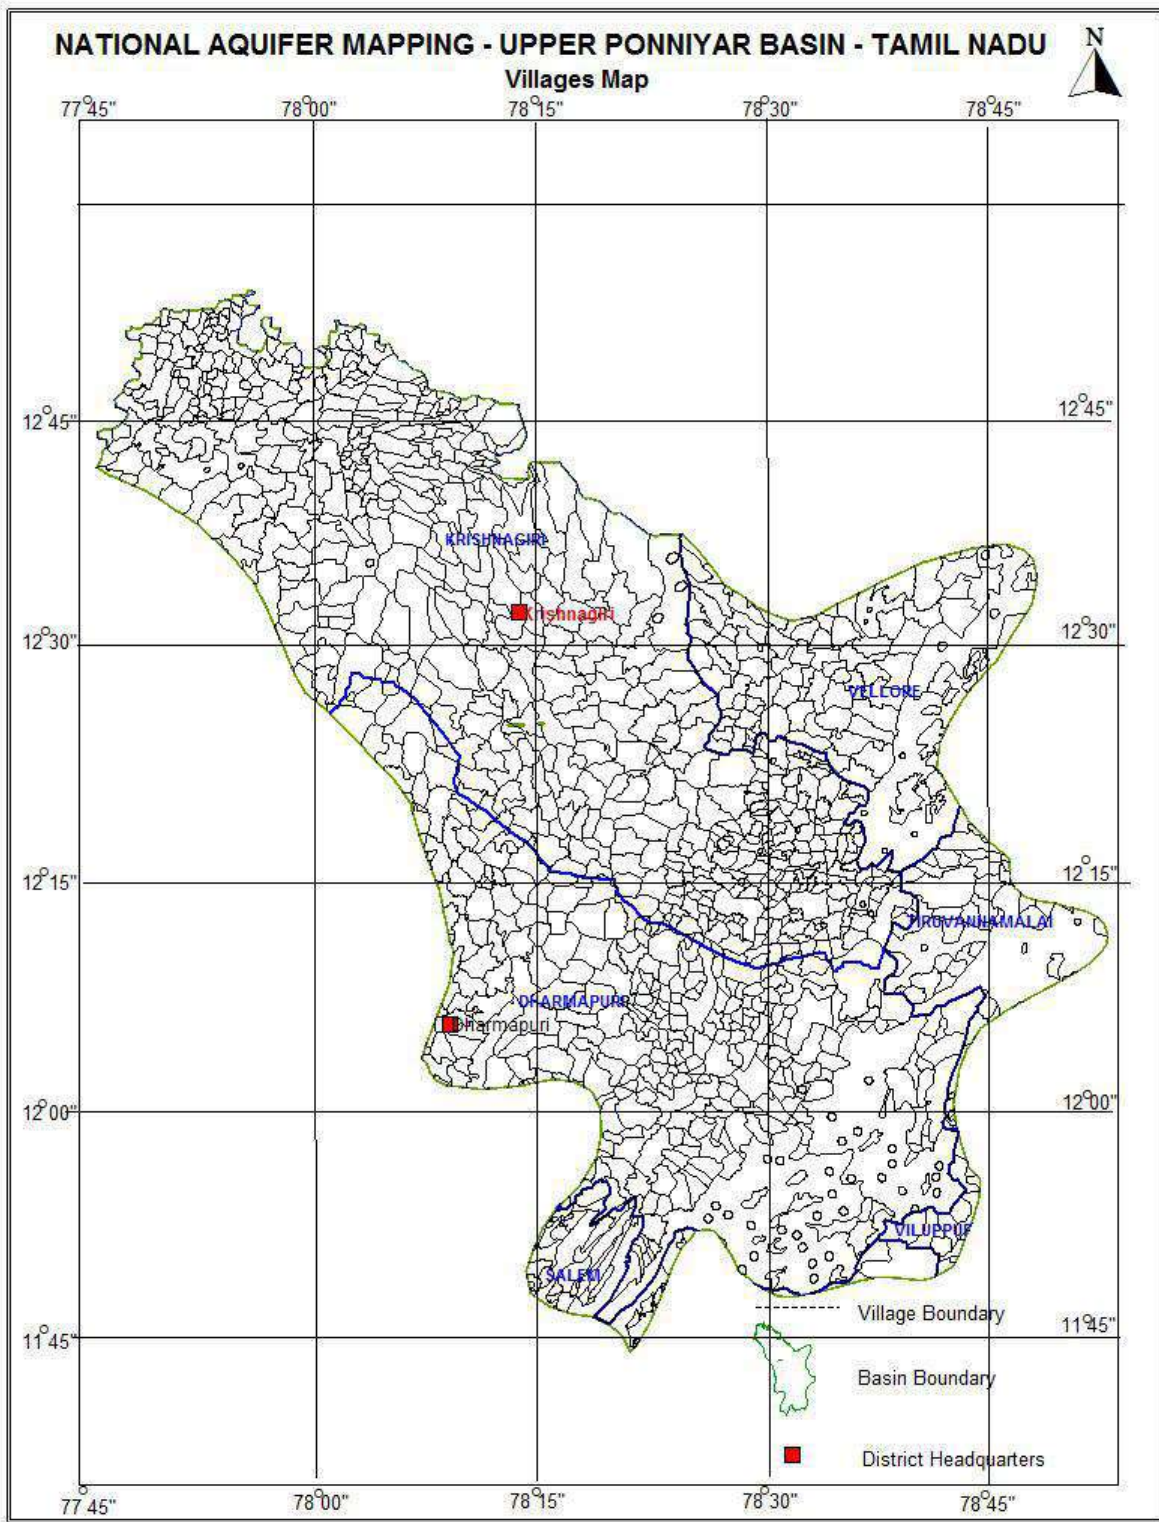 NATIONAL AQUIFER MAPPING - UPPER PONNIYAR BASIN - TAMIL NADU
N
Villages Map
77°45" 78°00" 78°15" 78°30" 78°45"
12°45" 12°45"
KRISHNAGIRI
Krishnagiri
12°30" 12°30"
VELLORE
12°15" 12°15"
TIRUVANNAMALAI
DHARMAPURI
Dharmapuri
12°00" 12°00"
VILUPPUR
SALEM
Village Boundary
11°45" 11°45"
Basin Boundary
District Headquarters
77°45" 78°00" 78°15" 78°30" 78°45"